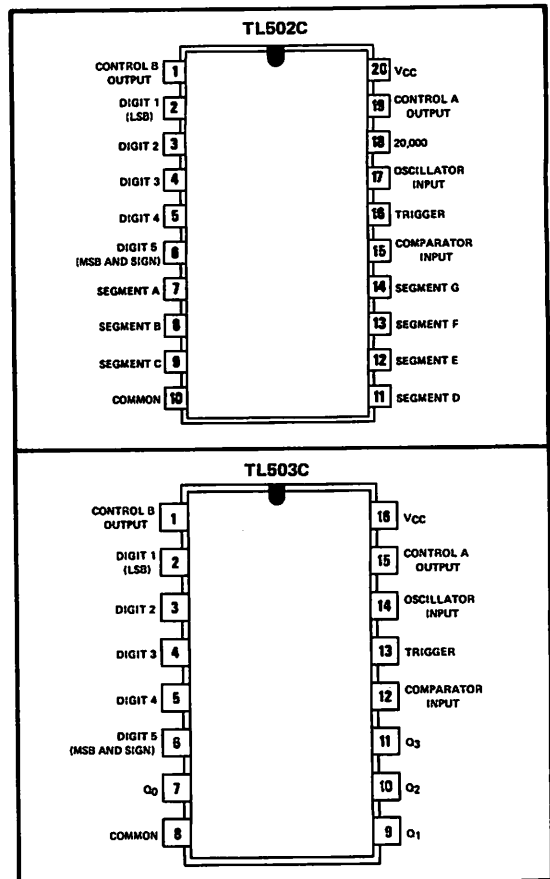 TL502C
CONTROL B
OUTPUT 1
DIGIT 1
(LSB) 2
DIGIT 2 3
DIGIT 3 4
DIGIT 4 5
DIGIT 5
(MSB AND SIGN) 6
SEGMENT A 7
SEGMENT B 8
SEGMENT C 9
COMMON 10
20 VCC
19 CONTROL A
OUTPUT
18 20,000
17 OSCILLATOR
INPUT
16 TRIGGER
15 COMPARATOR
INPUT
14 SEGMENT G
13 SEGMENT F
12 SEGMENT E
11 SEGMENT D
TL503C
CONTROL B
OUTPUT 1
DIGIT 1
(LSB) 2
DIGIT 2 3
DIGIT 3 4
DIGIT 4 5
DIGIT 5
(MSB AND SIGN) 6
Q0 7
COMMON 8
16 VCC
15 CONTROL A
OUTPUT
14 OSCILLATOR
INPUT
13 TRIGGER
12 COMPARATOR
INPUT
11 Q3
10 Q2
9 Q1